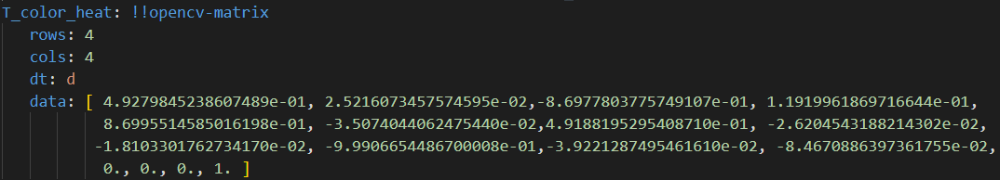 T_color_heat: !!opencv-matrix
rows: 4
cols: 4
dt: d
data: [ 4.9279845238607489e-01, 2.5216073457574595e-02,-8.6977803775749107e-01, 1.1919961869716644e-01,
8.6995514585016198e-01, -3.5074044062475440e-02,4.9188195295408710e-01, -2.6204543188214302e-02,
-1.8103301762734170e-02, -9.9906654486700008e-01,-3.9221287495461610e-02, -8.4670886397361755e-02,
0., 0., 0., 1. ]